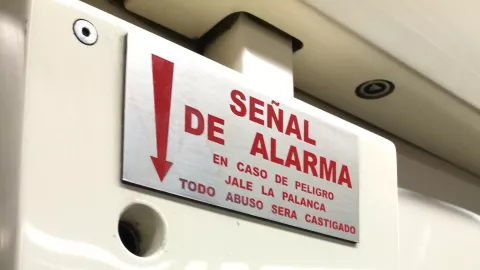 SEÑAL
DE ALARMA
EN CASO DE PELIGRO
JALE LA PALANCA
TODO ABUSO SERA CASTIGADO